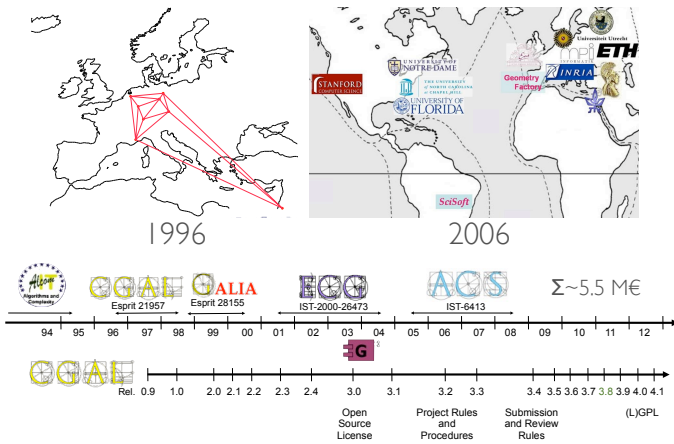 Universiteit Utrecht
UNIVERSITY OF
NOTRE DAME
mpi
INFORMATIK
ETH
STANFORD
COMPUTER SCIENCE
THE UNIVERSITY
of NORTH CAROLINA
at CHAPEL HILL
Geometry
Factory
INRIA
UNIVERSITY of
FLORIDA
SciSoft
1996
2006
Alcom IT
Algorithms and
Complexity
CGAL
Esprit 21957
GALIA
Esprit 28155
ECG
IST-2000-26473
ACS
IST-6413
Σ~5.5 M€
94 95 96 97 98 99 00 01 02 03 04 05 06 07 08 09 10 11 12
G
CGAL
Rel. 0.9 1.0 2.0 2.1 2.2 2.3 2.4 3.0 3.1 3.2 3.3 3.4 3.5 3.6 3.7 3.8 3.9 4.0 4.1
Open
Source
License
Project Rules
and
Procedures
Submission
and Review
Rules
(L)GPL